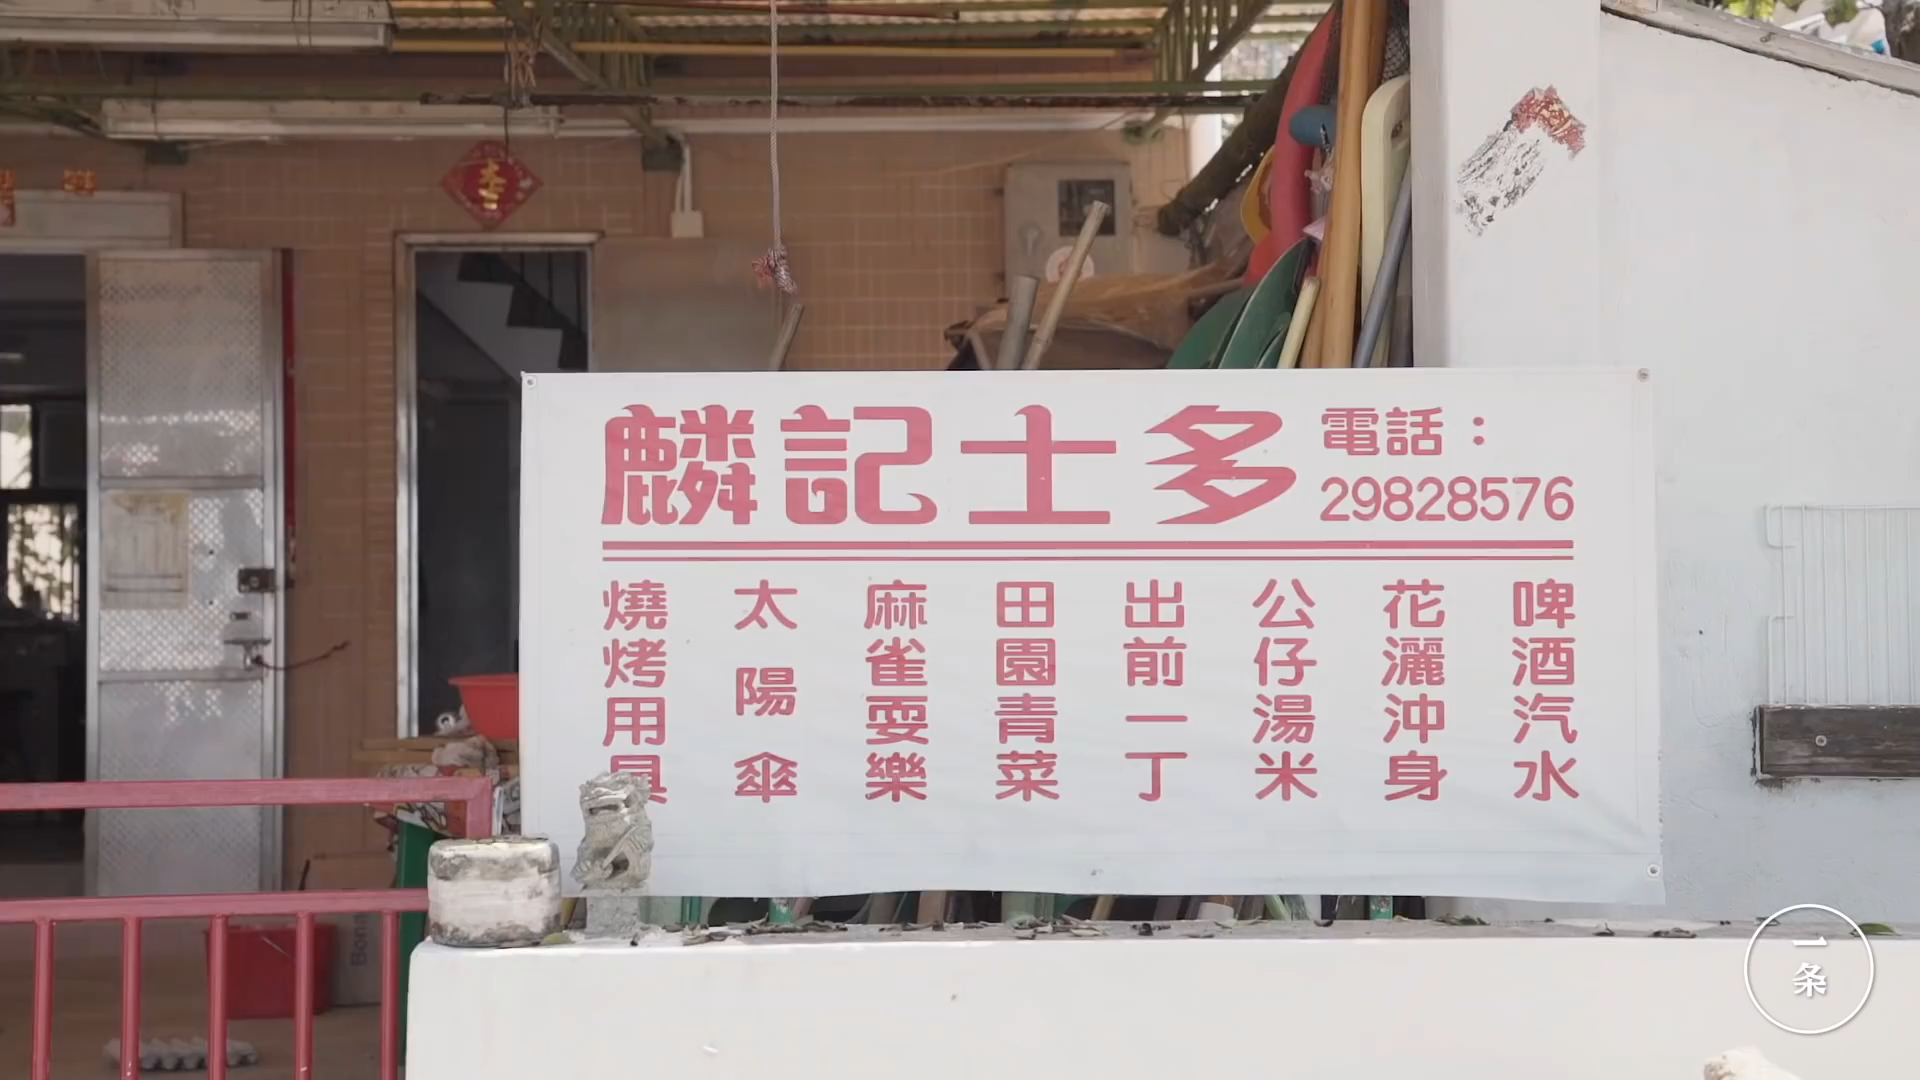 麟記士多
電話：
29828576
燒烤用具
太陽傘
麻雀耍樂
田園青菜
出前一丁
公仔湯米
花灑沖身
啤酒汽水
一条